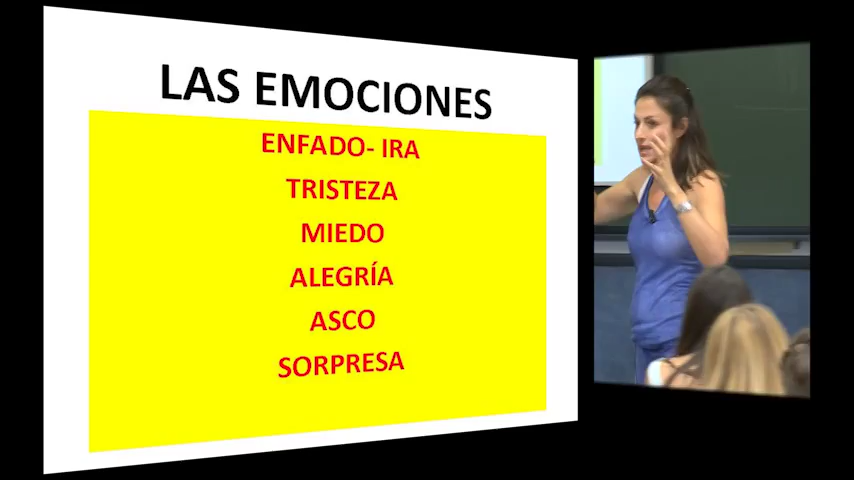 LAS EMOCIONES
ENFADO- IRA
TRISTEZA
MIEDO
ALEGRÍA
ASCO
SORPRESA